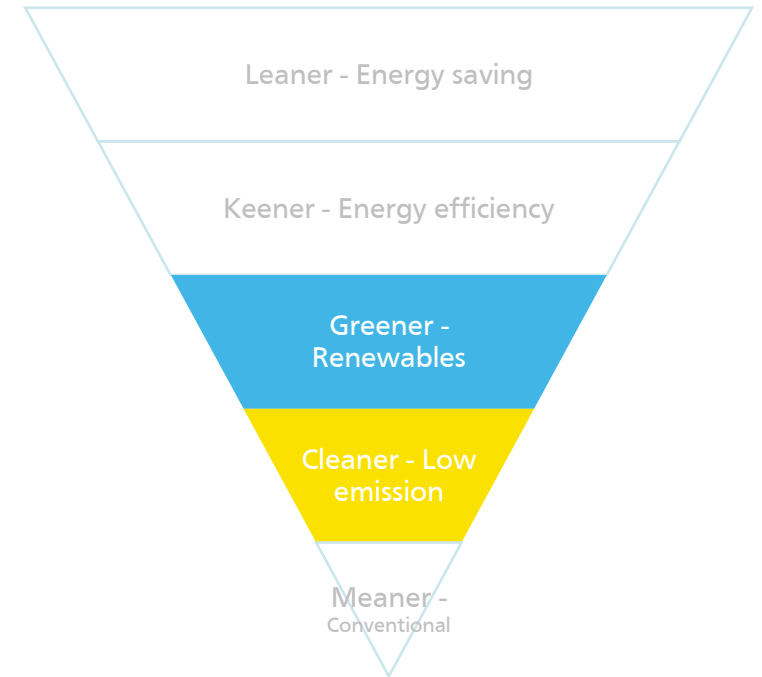 Leaner - Energy saving
Keener - Energy efficiency
Greener -
Renewables
Cleaner - Low
emission
Meaner -
Conventional